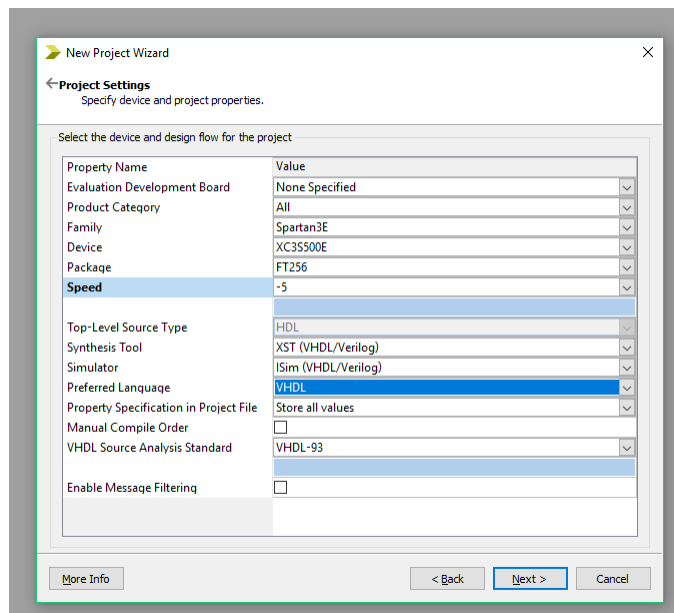 New Project Wizard
Project Settings
Specify device and project properties.
Select the device and design flow for the project
Property Name Value
Evaluation Development Board None Specified
Product Category All
Family Spartan3E
Device XC3S500E
Package FT256
Speed -5
Top-Level Source Type HDL
Synthesis Tool XST (VHDL/Verilog)
Simulator ISim (VHDL/Verilog)
Preferred Language VHDL
Property Specification in Project File Store all values
Manual Compile Order
VHDL Source Analysis Standard VHDL-93
Enable Message Filtering
More Info < Back Next > Cancel